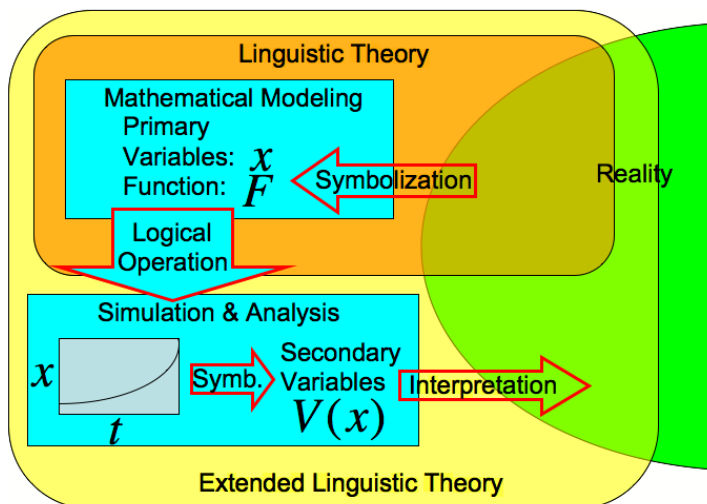 Linguistic Theory
Mathematical Modeling
Primary
Variables: x
Function: F
Symbolization
Reality
Logical
Operation
Simulation & Analysis
x
t
Symb.
Secondary
Variables
V(x)
Interpretation
Extended Linguistic Theory